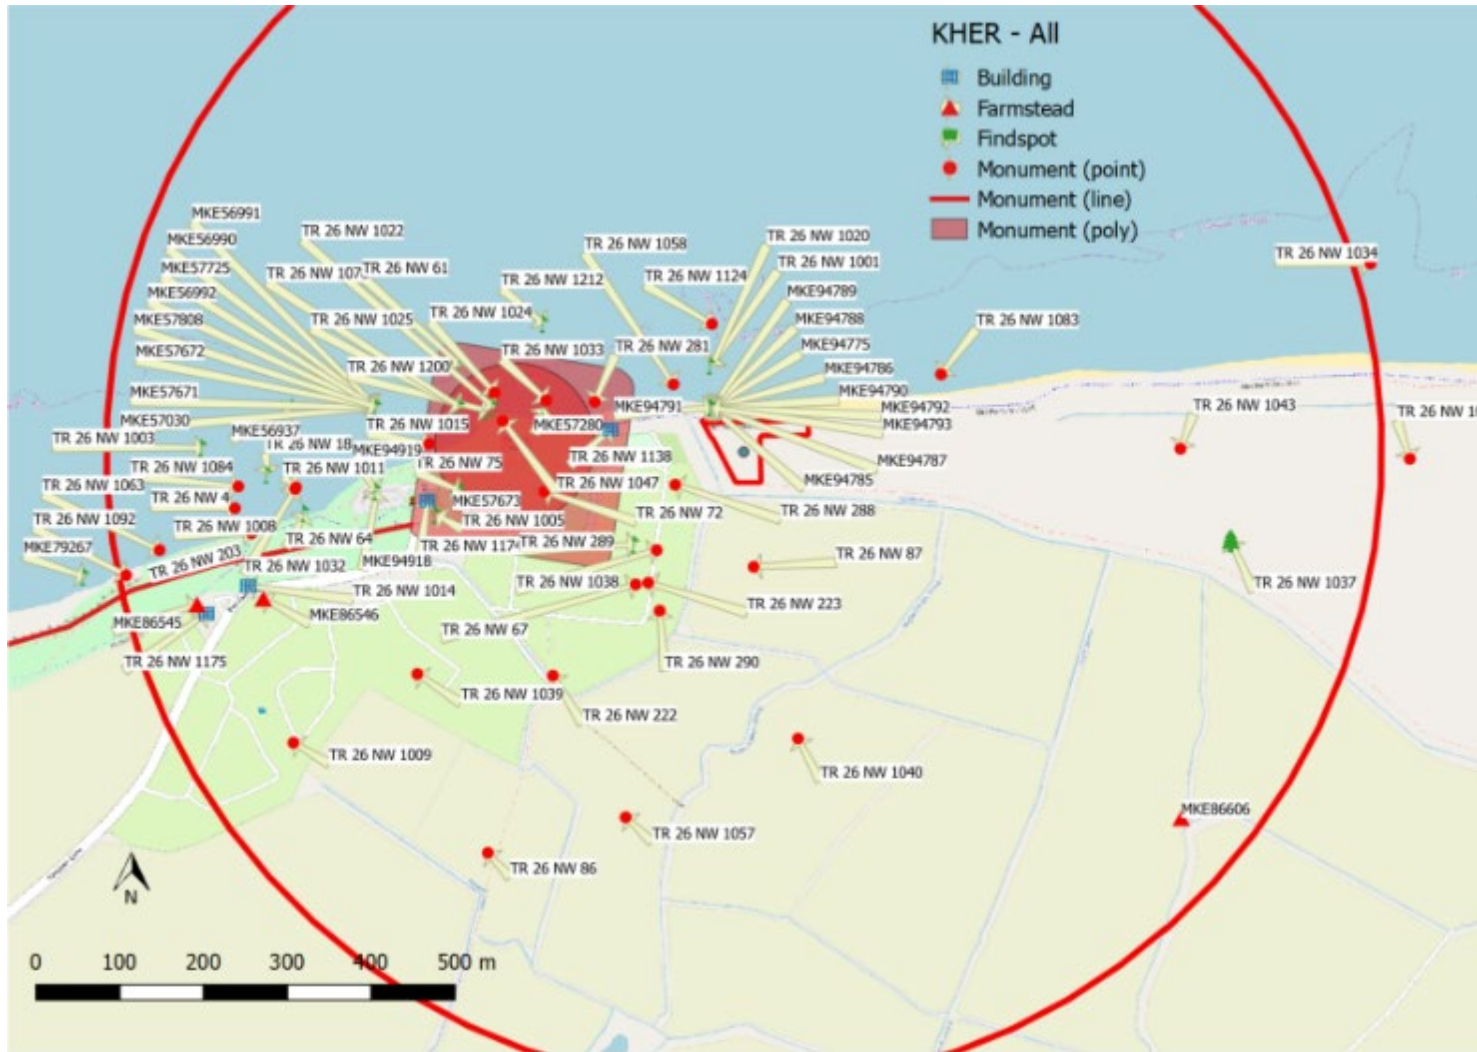 KHER - All
Building
Farmstead
Findspot
Monument (point)
Monument (line)
Monument (poly)
MKE56991
MKE56990
TR 26 NW 1022
TR 26 NW 1058
TR 26 NW 1020
MKE57725
TR 26 NW 107
TR 26 NW 61
TR 26 NW 1212
TR 26 NW 1124
TR 26 NW 1001
TR 26 NW 1034
MKE56992
MKE94789
MKE57808
TR 26 NW 1025
TR 26 NW 1024
MKE94788
TR 26 NW 1083
MKE57672
TR 26 NW 1033
TR 26 NW 281
MKE94775
TR 26 NW 1200
MKE94786
MKE57671
MKE94790
MKE57030
TR 26 NW 1015
MKE57280
MKE94791
MKE94792
MKE94793
TR 26 NW 1043
TR 26 NW 1003
MKE56937
TR 26 NW 18
MKE94919
TR 26 NW 1138
MKE94787
TR 26 NW 1084
TR 26 NW 1011
TR 26 NW 75
MKE94785
TR 26 NW 1063
TR 26 NW 4
MKE57673
TR 26 NW 1047
TR 26 NW 72
TR 26 NW 288
TR 26 NW 1092
TR 26 NW 1008
TR 26 NW 64
TR 26 NW 1005
MKE79267
TR 26 NW 203
TR 26 NW 1032
MKE94918
TR 26 NW 1174
TR 26 NW 289
TR 26 NW 87
TR 26 NW 1014
TR 26 NW 1038
TR 26 NW 1037
MKE86545
MKE86546
TR 26 NW 67
TR 26 NW 223
TR 26 NW 1175
TR 26 NW 290
TR 26 NW 1039
TR 26 NW 222
TR 26 NW 1009
TR 26 NW 1040
MKE86606
TR 26 NW 1057
TR 26 NW 86
N
0 100 200 300 400 500 m